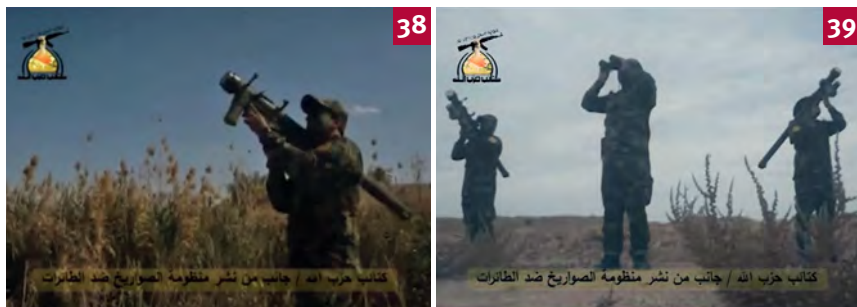 38
كتائب حزب الله / جانب من نشر منظومة الصواريخ ضد الطائرات
39
كتائب حزب الله / جانب من نشر منظومة الصواريخ ضد الطائرات